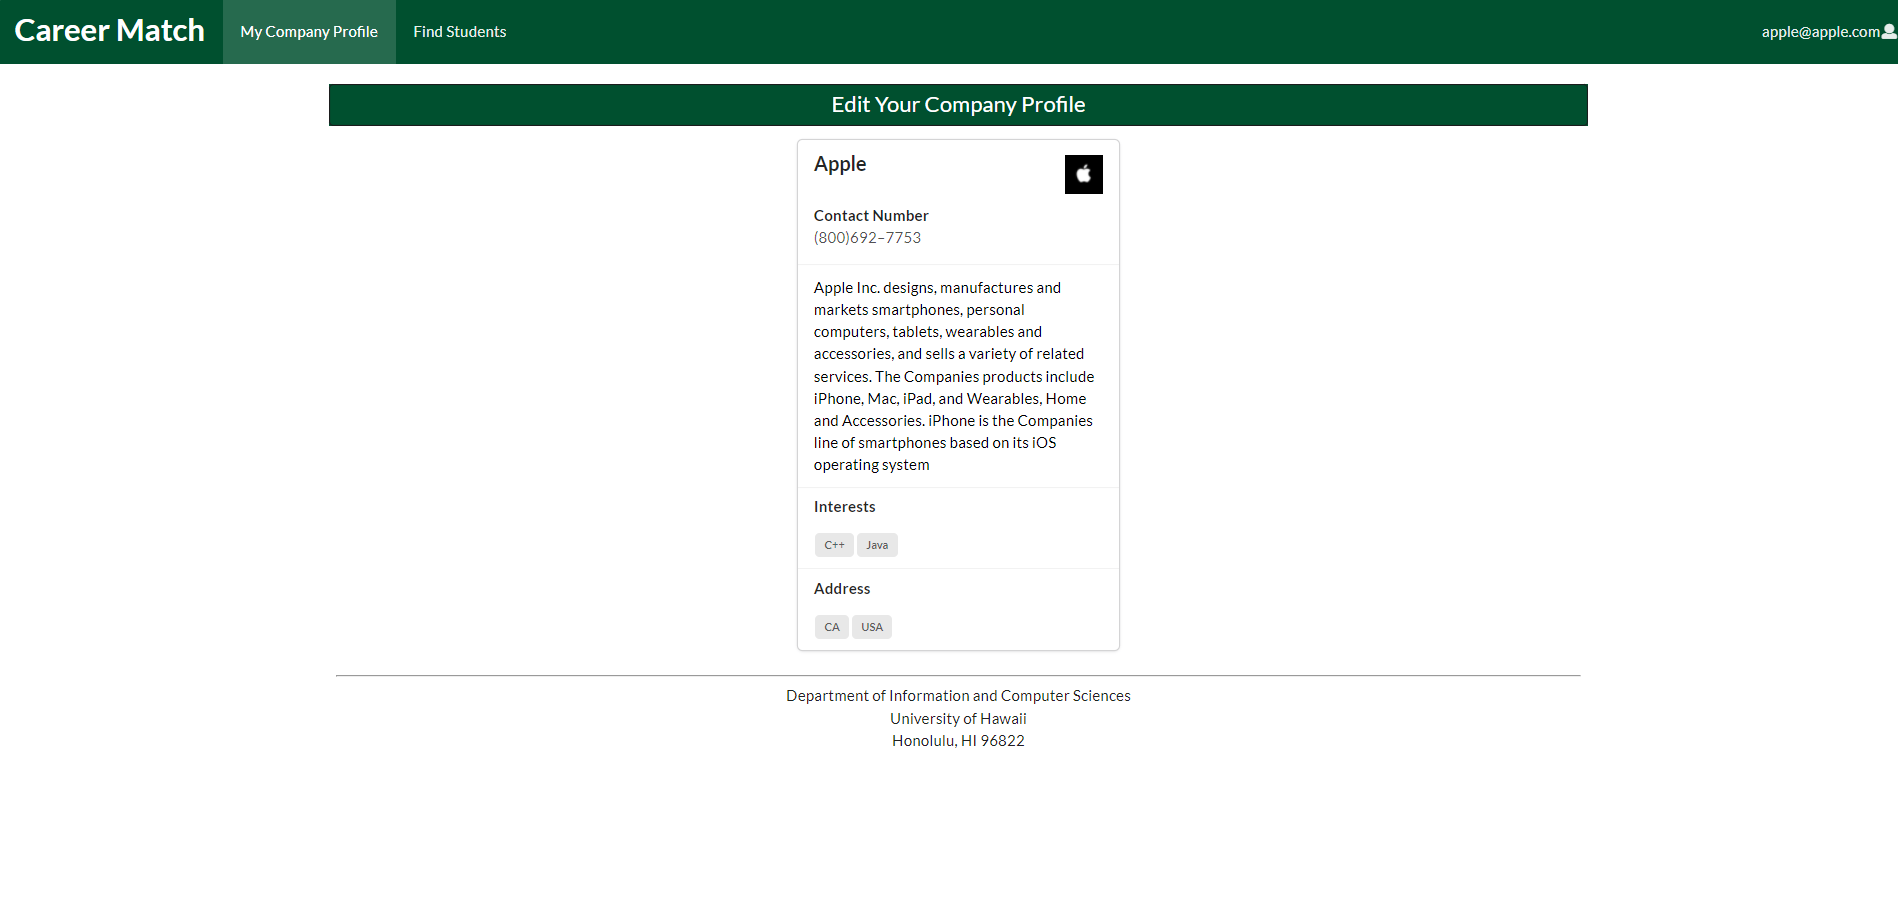 Career Match
My Company Profile
Find Students
apple@apple.com
Edit Your Company Profile
Apple
Contact Number
(800)692–7753
Apple Inc. designs, manufactures and
markets smartphones, personal
computers, tablets, wearables and
accessories, and sells a variety of related
services. The Companies products include
iPhone, Mac, iPad, and Wearables, Home
and Accessories. iPhone is the Companies
line of smartphones based on its iOS
operating system
Interests
C++ Java
Address
CA USA
Department of Information and Computer Sciences
University of Hawaii
Honolulu, HI 96822